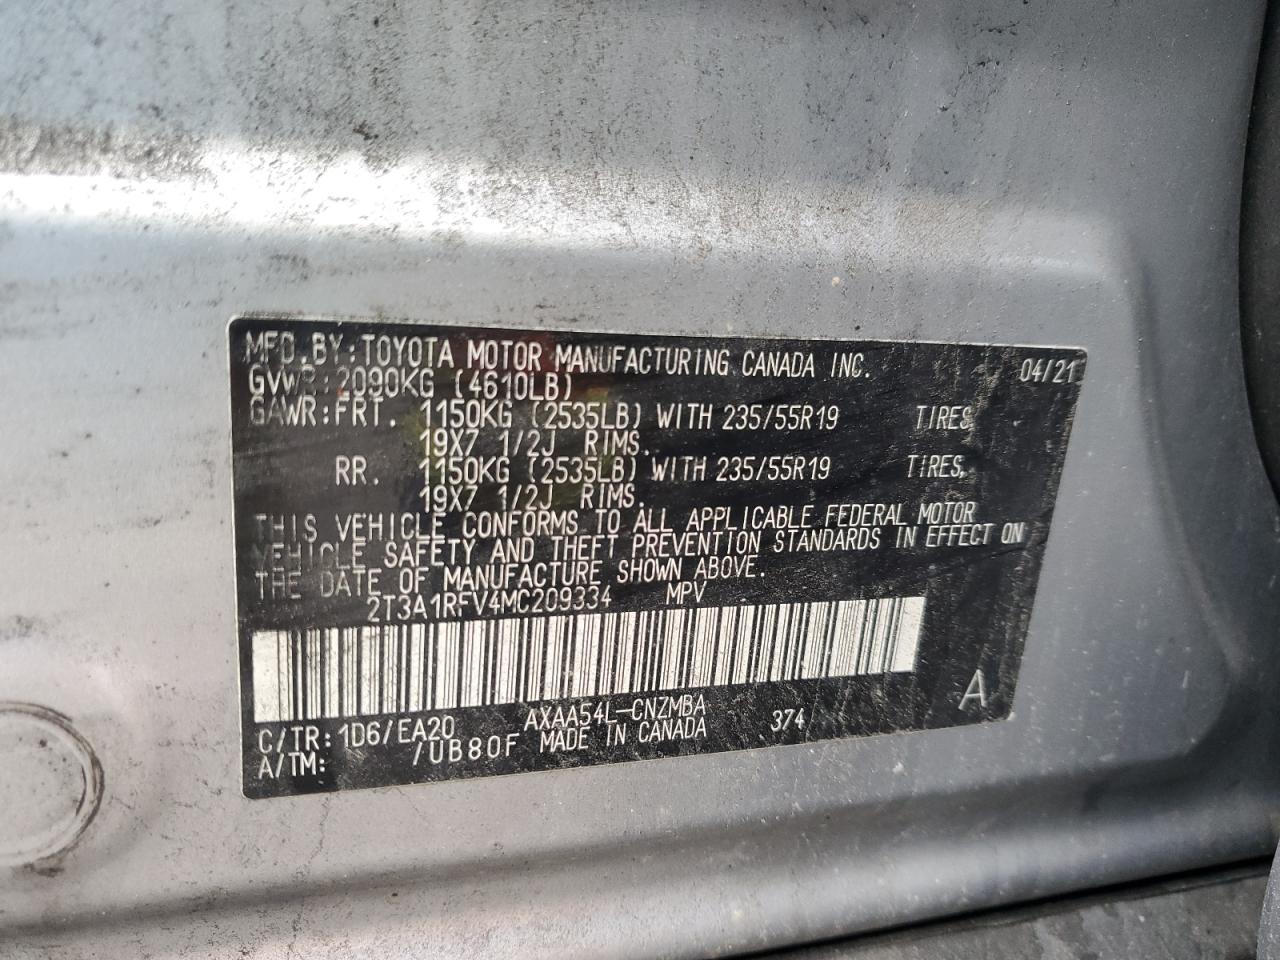 MFD.BY:TOYOTA MOTOR MANUFACTURING CANADA INC. 04/21
GVWR:2090KG (4610LB)
GAWR:FRT. 1150KG (2535LB) WITH 235/55R19 TIRES,
19X7 1/2J RIMS.
RR. 1150KG (2535LB) WITH 235/55R19 TIRES,
19X7 1/2J RIMS.
THIS VEHICLE CONFORMS TO ALL APPLICABLE FEDERAL MOTOR
VEHICLE SAFETY AND THEFT PREVENTION STANDARDS IN EFFECT ON
THE DATE OF MANUFACTURE SHOWN ABOVE.
2T3A1RFV4MC209334 MPV
C/TR: 1D6/EA20 AXAA54L-CNZMBA 374 A
A/TM: /UB80F MADE IN CANADA